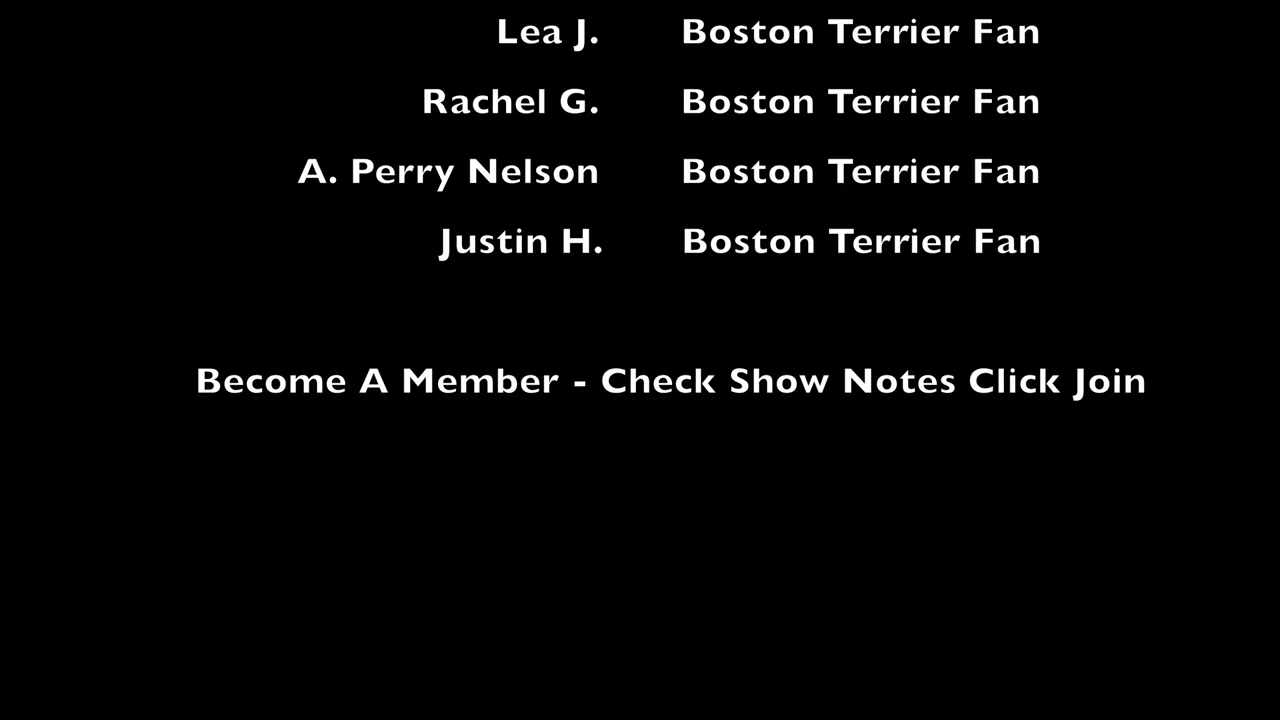 Lea J. Boston Terrier Fan
Rachel G. Boston Terrier Fan
A. Perry Nelson Boston Terrier Fan
Justin H. Boston Terrier Fan
Become A Member - Check Show Notes Click Join